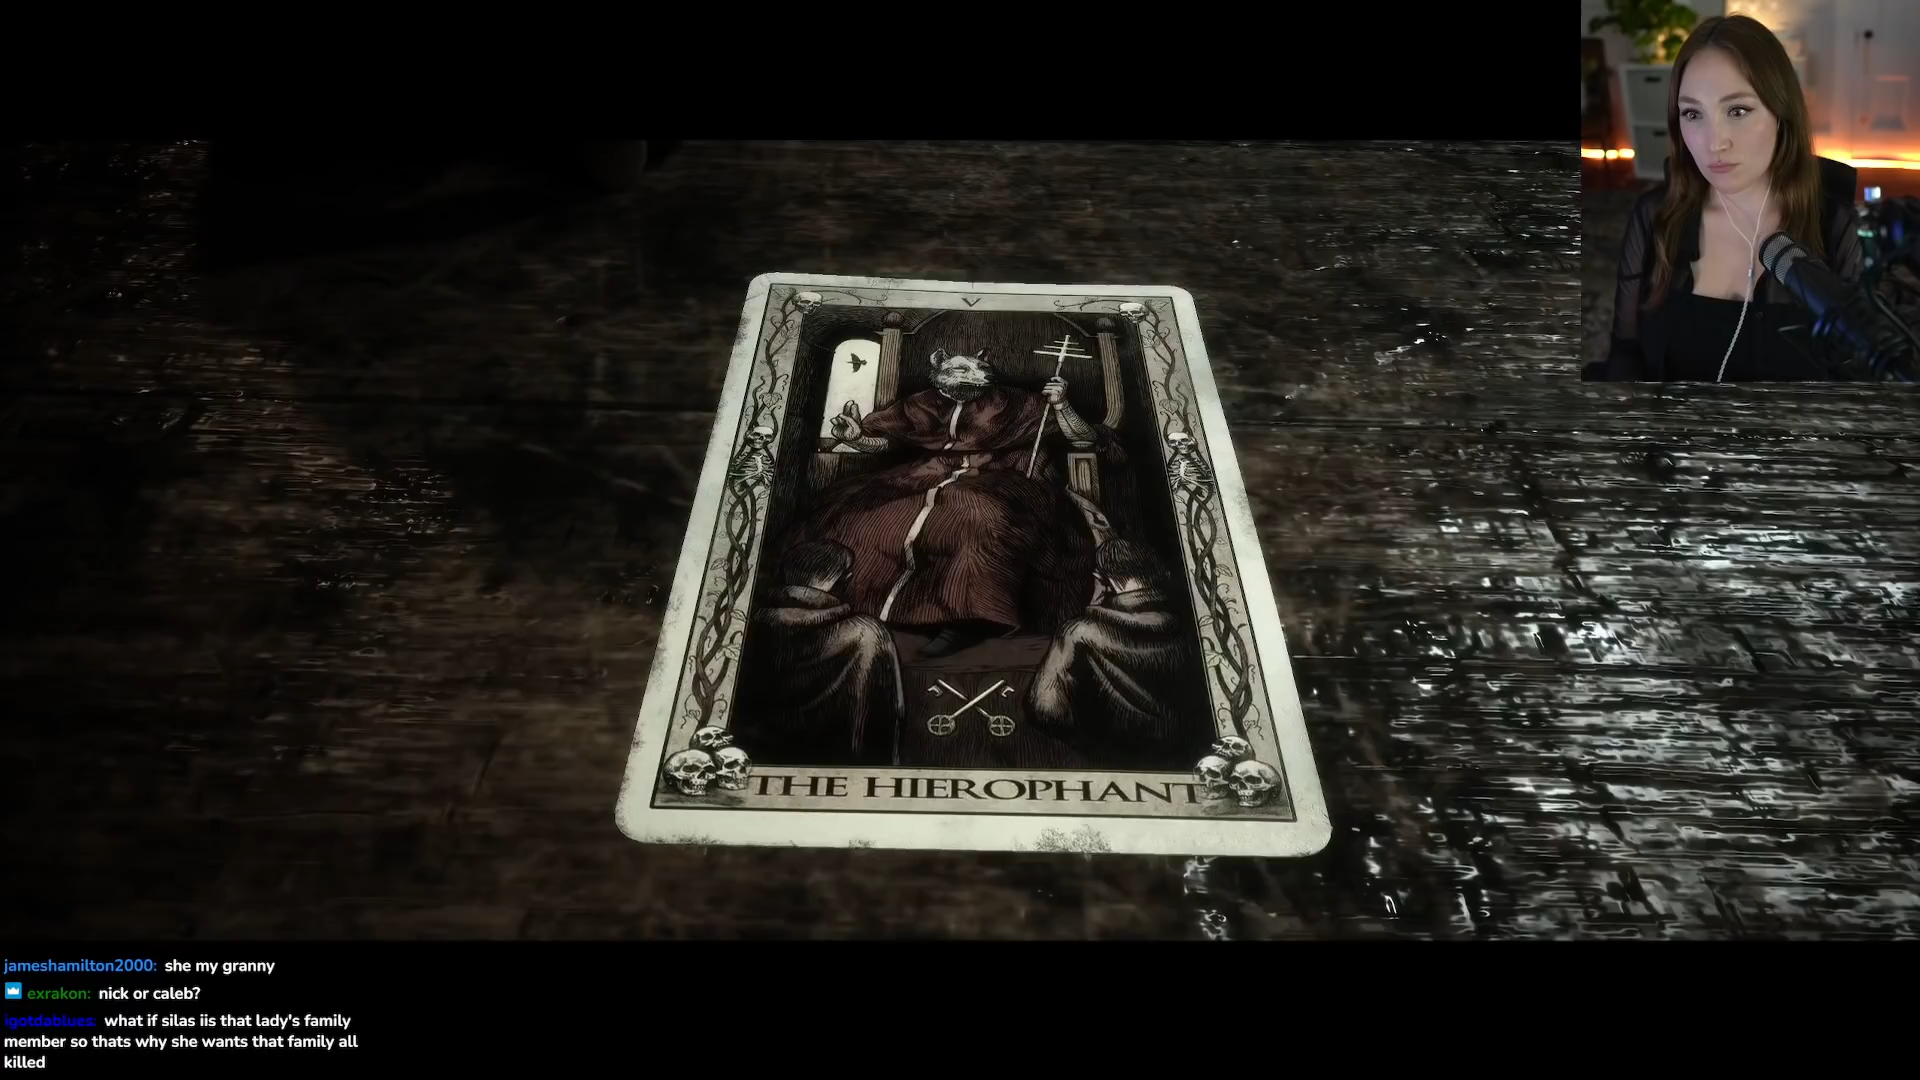 V
THE HIEROPHANT
jameshamilton2000: she my granny
exrakon: nick or caleb?
igotdablues: what if silas iis that lady's family
member so thats why she wants that family all
killed